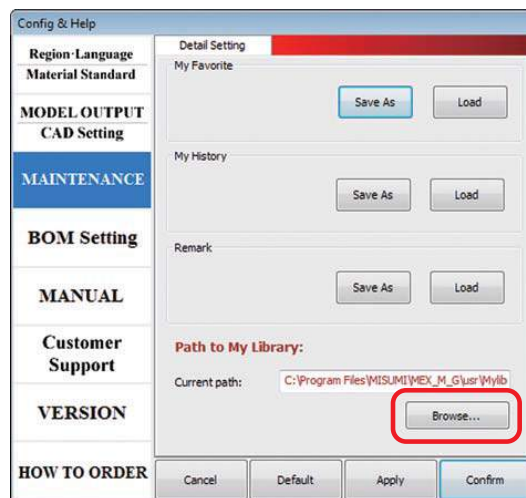 Config & Help
Region·Language
Material Standard
MODEL OUTPUT
CAD Setting
MAINTENANCE
BOM Setting
MANUAL
Customer
Support
VERSION
HOW TO ORDER
Detail Setting
My Favorite
Save As
Load
My History
Save As
Load
Remark
Save As
Load
Path to My Library:
Current path:
C:\Program Files\MISUMI\MEX_M_G\usr\Mylib
Browse...
Cancel
Default
Apply
Confirm